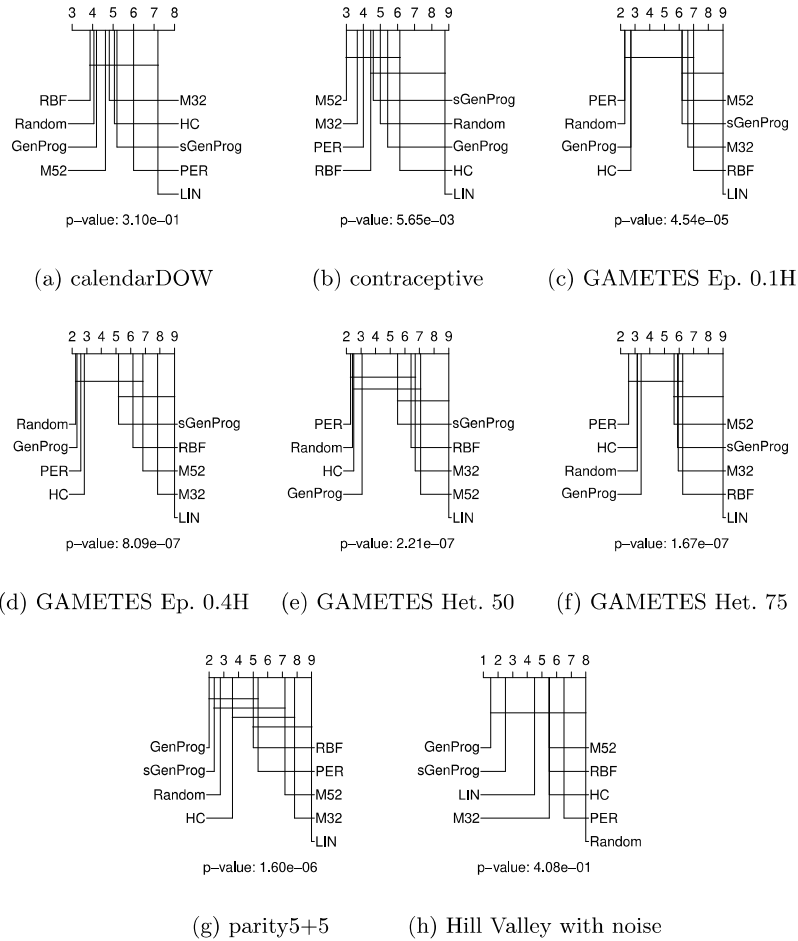 3 4 5 6 7 8
RBF
Random
GenProg
M52
M32
HC
sGenProg
PER
LIN
p−value: 3.10e−01
(a) calendarDOW
3 4 5 6 7 8 9
M52
M32
PER
RBF
sGenProg
Random
GenProg
HC
LIN
p−value: 5.65e−03
(b) contraceptive
2 3 4 5 6 7 8 9
PER
Random
GenProg
HC
M52
sGenProg
M32
RBF
LIN
p−value: 4.54e−05
(c) GAMETES Ep. 0.1H
2 3 4 5 6 7 8 9
Random
GenProg
PER
HC
sGenProg
RBF
M52
M32
LIN
p−value: 8.09e−07
(d) GAMETES Ep. 0.4H
2 3 4 5 6 7 8 9
PER
Random
HC
GenProg
sGenProg
RBF
M32
M52
LIN
p−value: 2.21e−07
(e) GAMETES Het. 50
2 3 4 5 6 7 8 9
PER
HC
Random
GenProg
M52
sGenProg
M32
RBF
LIN
p−value: 1.67e−07
(f) GAMETES Het. 75
2 3 4 5 6 7 8 9
GenProg
sGenProg
Random
HC
RBF
PER
M52
M32
LIN
p−value: 1.60e−06
(g) parity5+5
1 2 3 4 5 6 7 8
GenProg
sGenProg
LIN
M32
M52
RBF
HC
PER
Random
p−value: 4.08e−01
(h) Hill Valley with noise